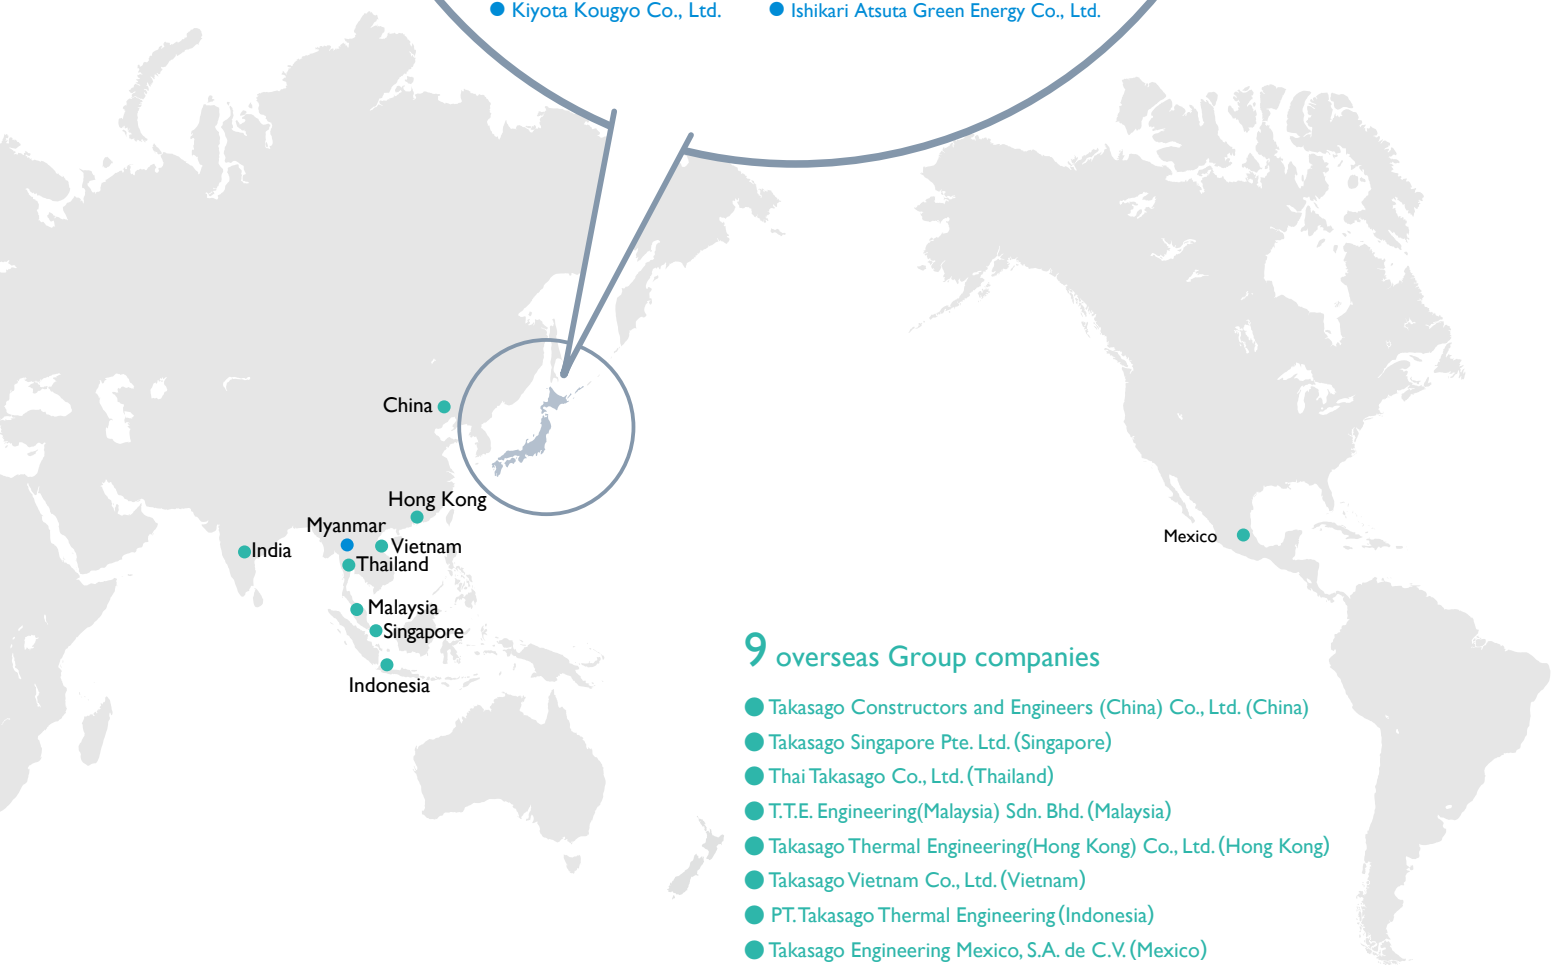 Kiyota Kougyo Co., Ltd.
Ishikari Atsuta Green Energy Co., Ltd.
China
Hong Kong
Myanmar
Vietnam
India
Thailand
Malaysia
Singapore
Indonesia
Mexico
9 overseas Group companies
Takasago Constructors and Engineers (China) Co., Ltd. (China)
Takasago Singapore Pte. Ltd. (Singapore)
Thai Takasago Co., Ltd. (Thailand)
T.T.E. Engineering(Malaysia) Sdn. Bhd. (Malaysia)
Takasago Thermal Engineering(Hong Kong) Co., Ltd. (Hong Kong)
Takasago Vietnam Co., Ltd. (Vietnam)
PT. Takasago Thermal Engineering (Indonesia)
Takasago Engineering Mexico, S.A. de C.V. (Mexico)